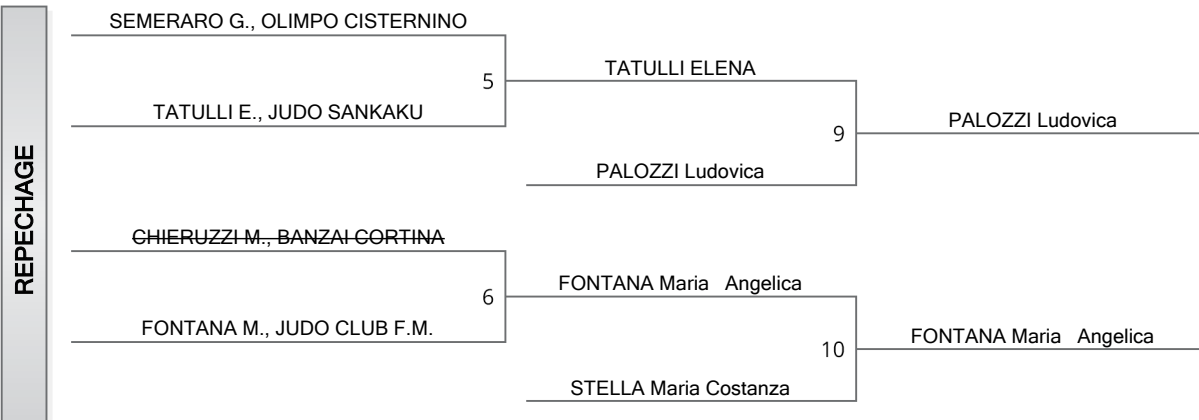 REPECHAGE
SEMERARO G., OLIMPO CISTERNINO
5
TATULLI E., JUDO SANKAKU
TATULLI ELENA
9
PALOZZI Ludovica
PALOZZI Ludovica
CHIERUZZI M., BANZAI CORTINA
6
FONTANA M., JUDO CLUB F.M.
FONTANA Maria   Angelica
10
STELLA Maria Costanza
FONTANA Maria   Angelica